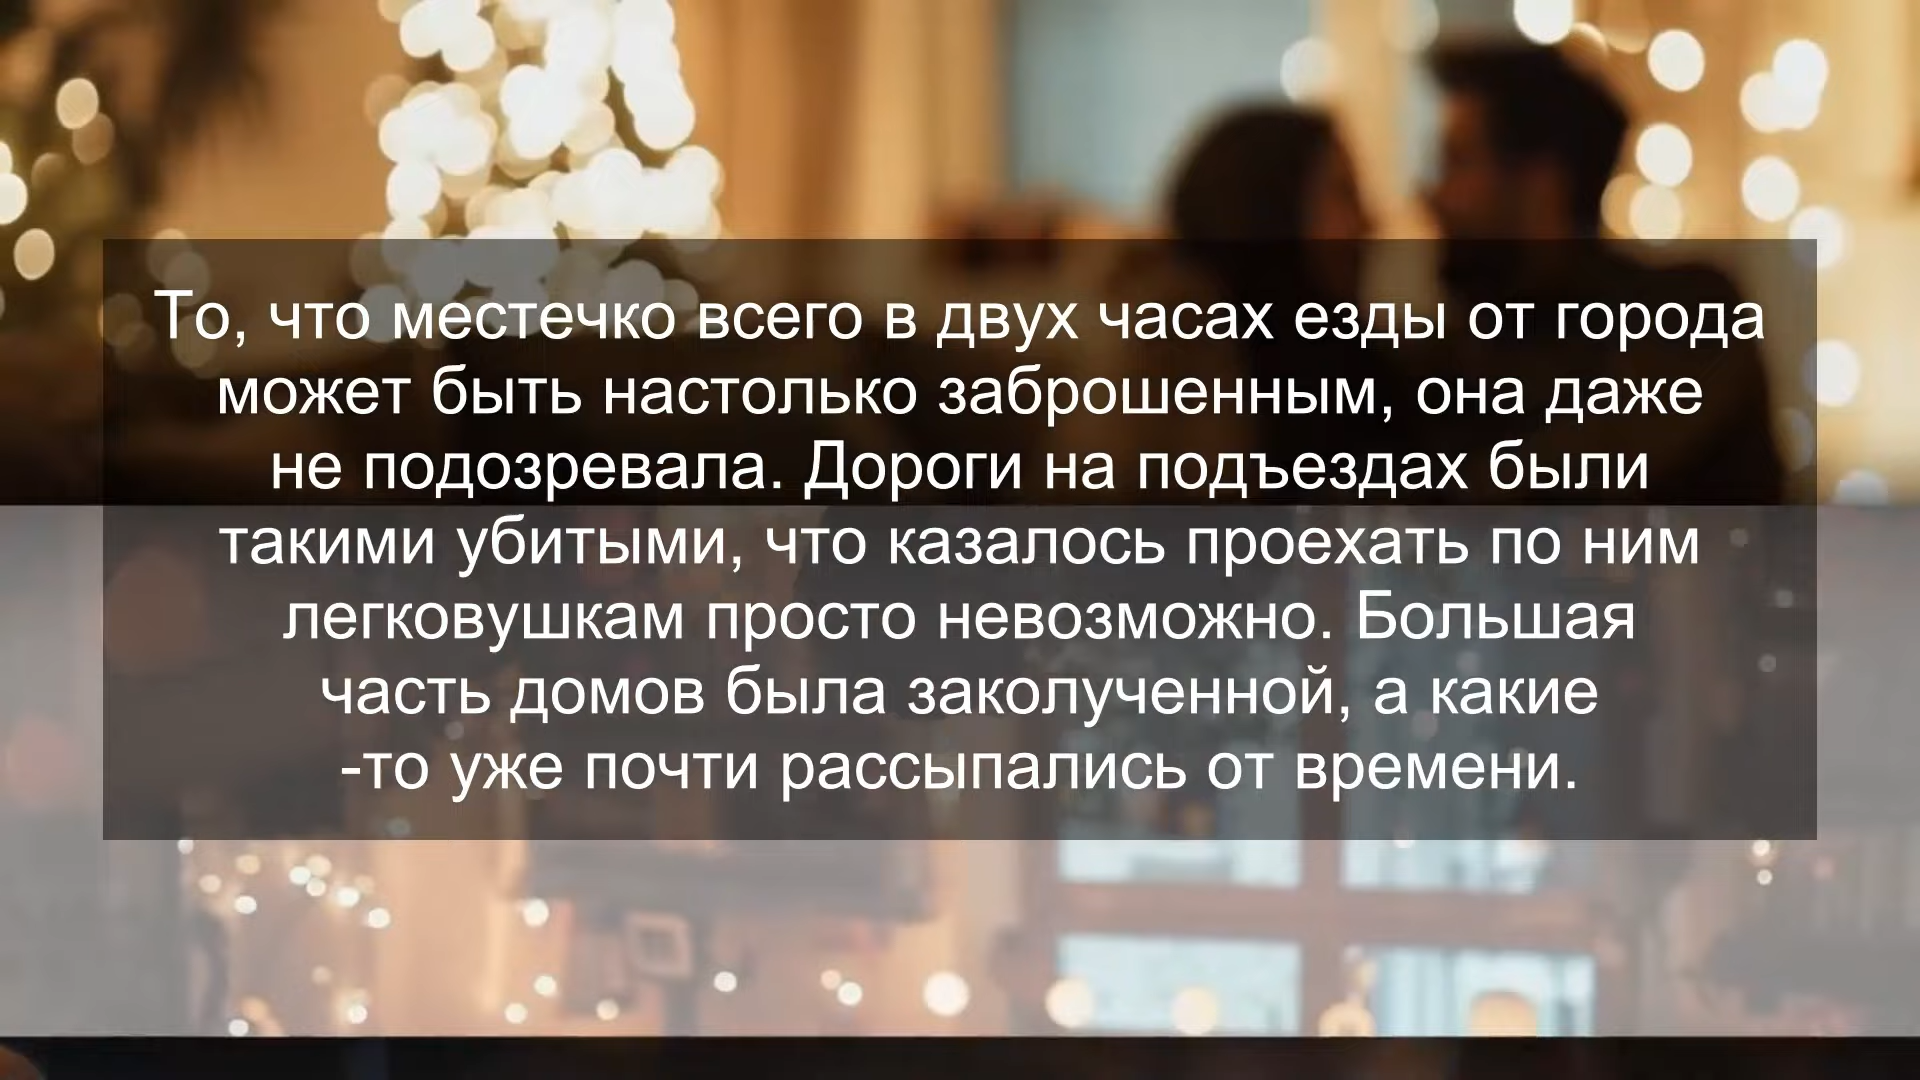 То, что местечко всего в двух часах езды от города
может быть настолько заброшенным, она даже
не подозревала. Дороги на подъездах были
такими убитыми, что казалось проехать по ним
легковушкам просто невозможно. Большая
часть домов была заколученной, а какие
-то уже почти рассыпались от времени.